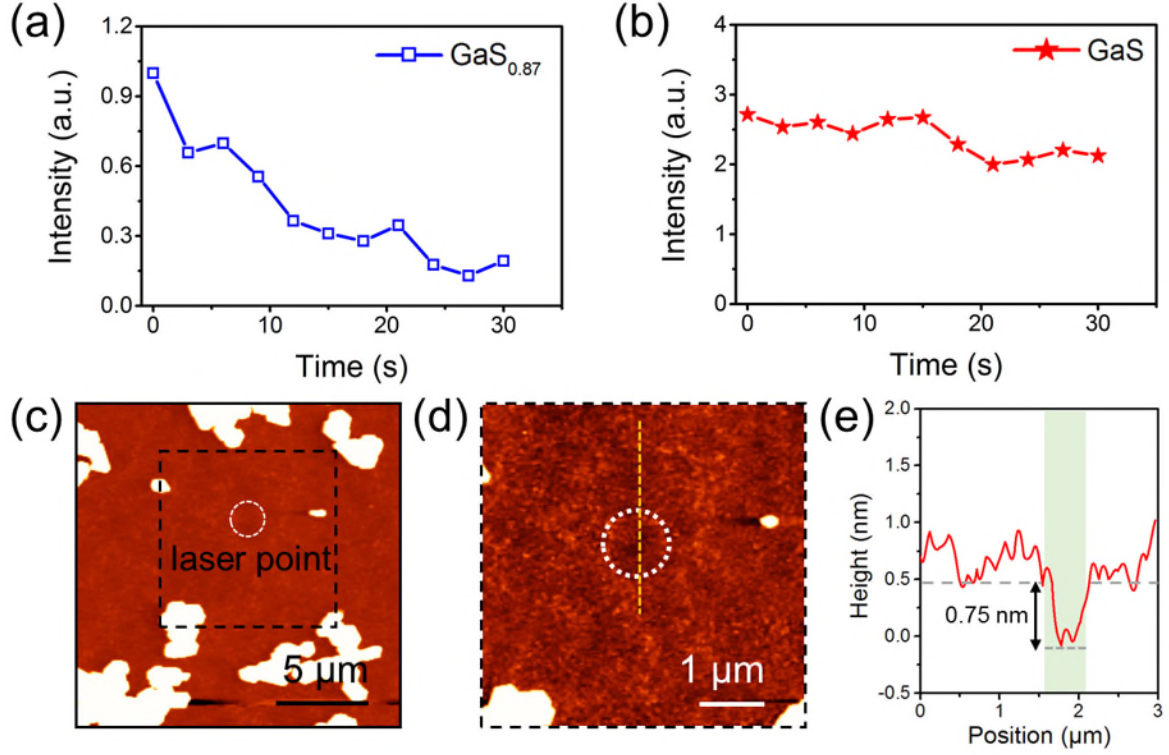 (a)
1.2
0.9
0.6
0.3
0.0
0
10
20
30
Intensity (a.u.)
Time (s)
GaS0.87
(b)
4
3
2
1
0
0
10
20
30
Intensity (a.u.)
Time (s)
GaS
(c)
laser point
5 μm
(d)
1 μm
(e)
2.0
1.5
1.0
0.5
0.0
-0.5
0
1
2
3
Height (nm)
Position (μm)
0.75 nm